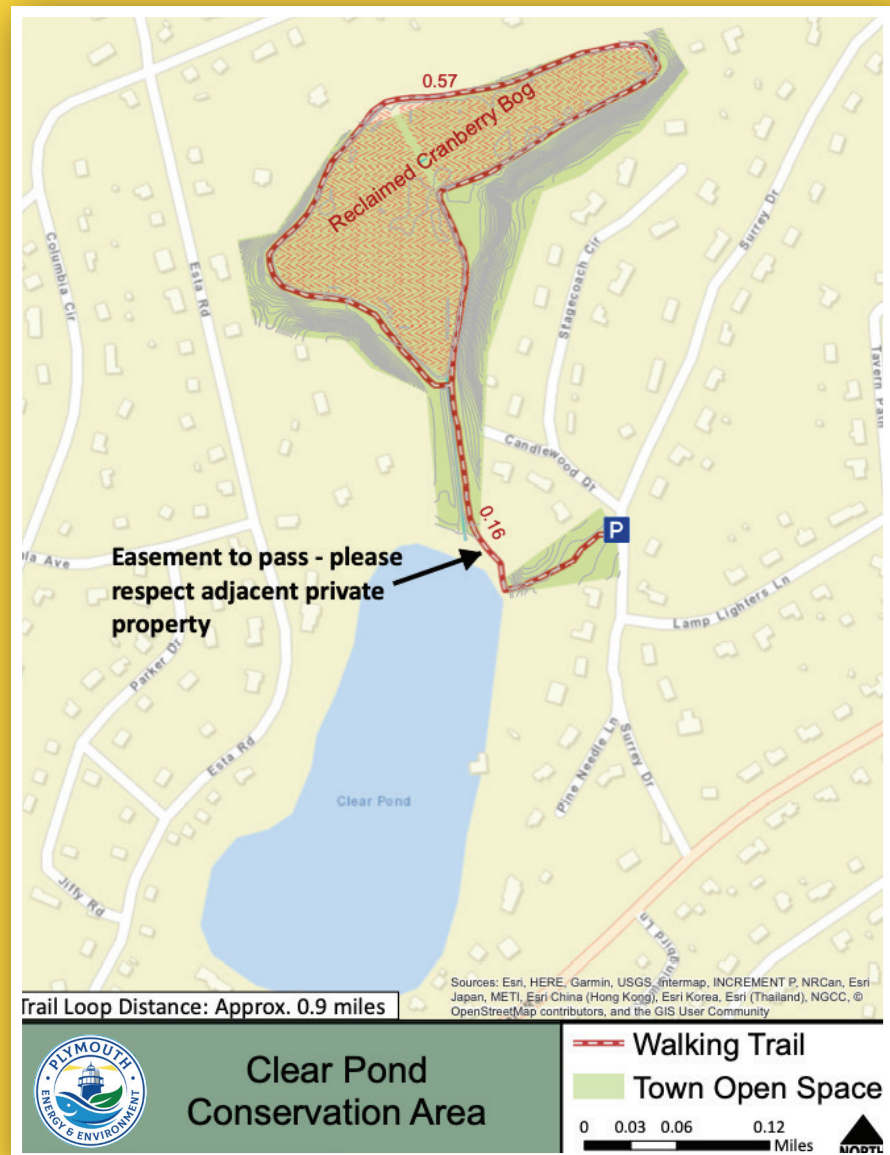 0.57
Reclaimed Cranberry Bog
Columbia Cir
Esta Rd
Stagecoach Cir
Surrey Dr
Tavern Path
Candlewood Dr
P
0.16
Easement to pass - please
respect adjacent private
property
la Ave
Lamp Lighters Ln
Parker Dr
Esta Rd
Pine Needle Ln
Surrey Dr
Clear Pond
Jiffy Rd
Sources: Esri, HERE, Garmin, USGS, Intermap, INCREMENT P, NRCan, Esri
Japan, METI, Esri China (Hong Kong), Esri Korea, Esri (Thailand), NGCC, ©
OpenStreetMap contributors, and the GIS User Community
Trail Loop Distance: Approx. 0.9 miles
PLYMOUTH
ENERGY & ENVIRONMENT
Clear Pond
Conservation Area
Walking Trail
Town Open Space
0 0.03 0.06 0.12
Miles
NORTH